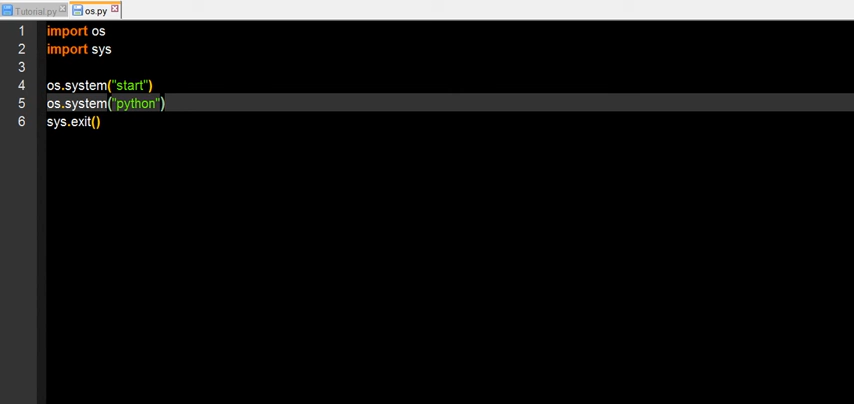 Tutorial.py os.py
1 import os
2 import sys
3
4 os.system("start")
5 os.system("python")
6 sys.exit()